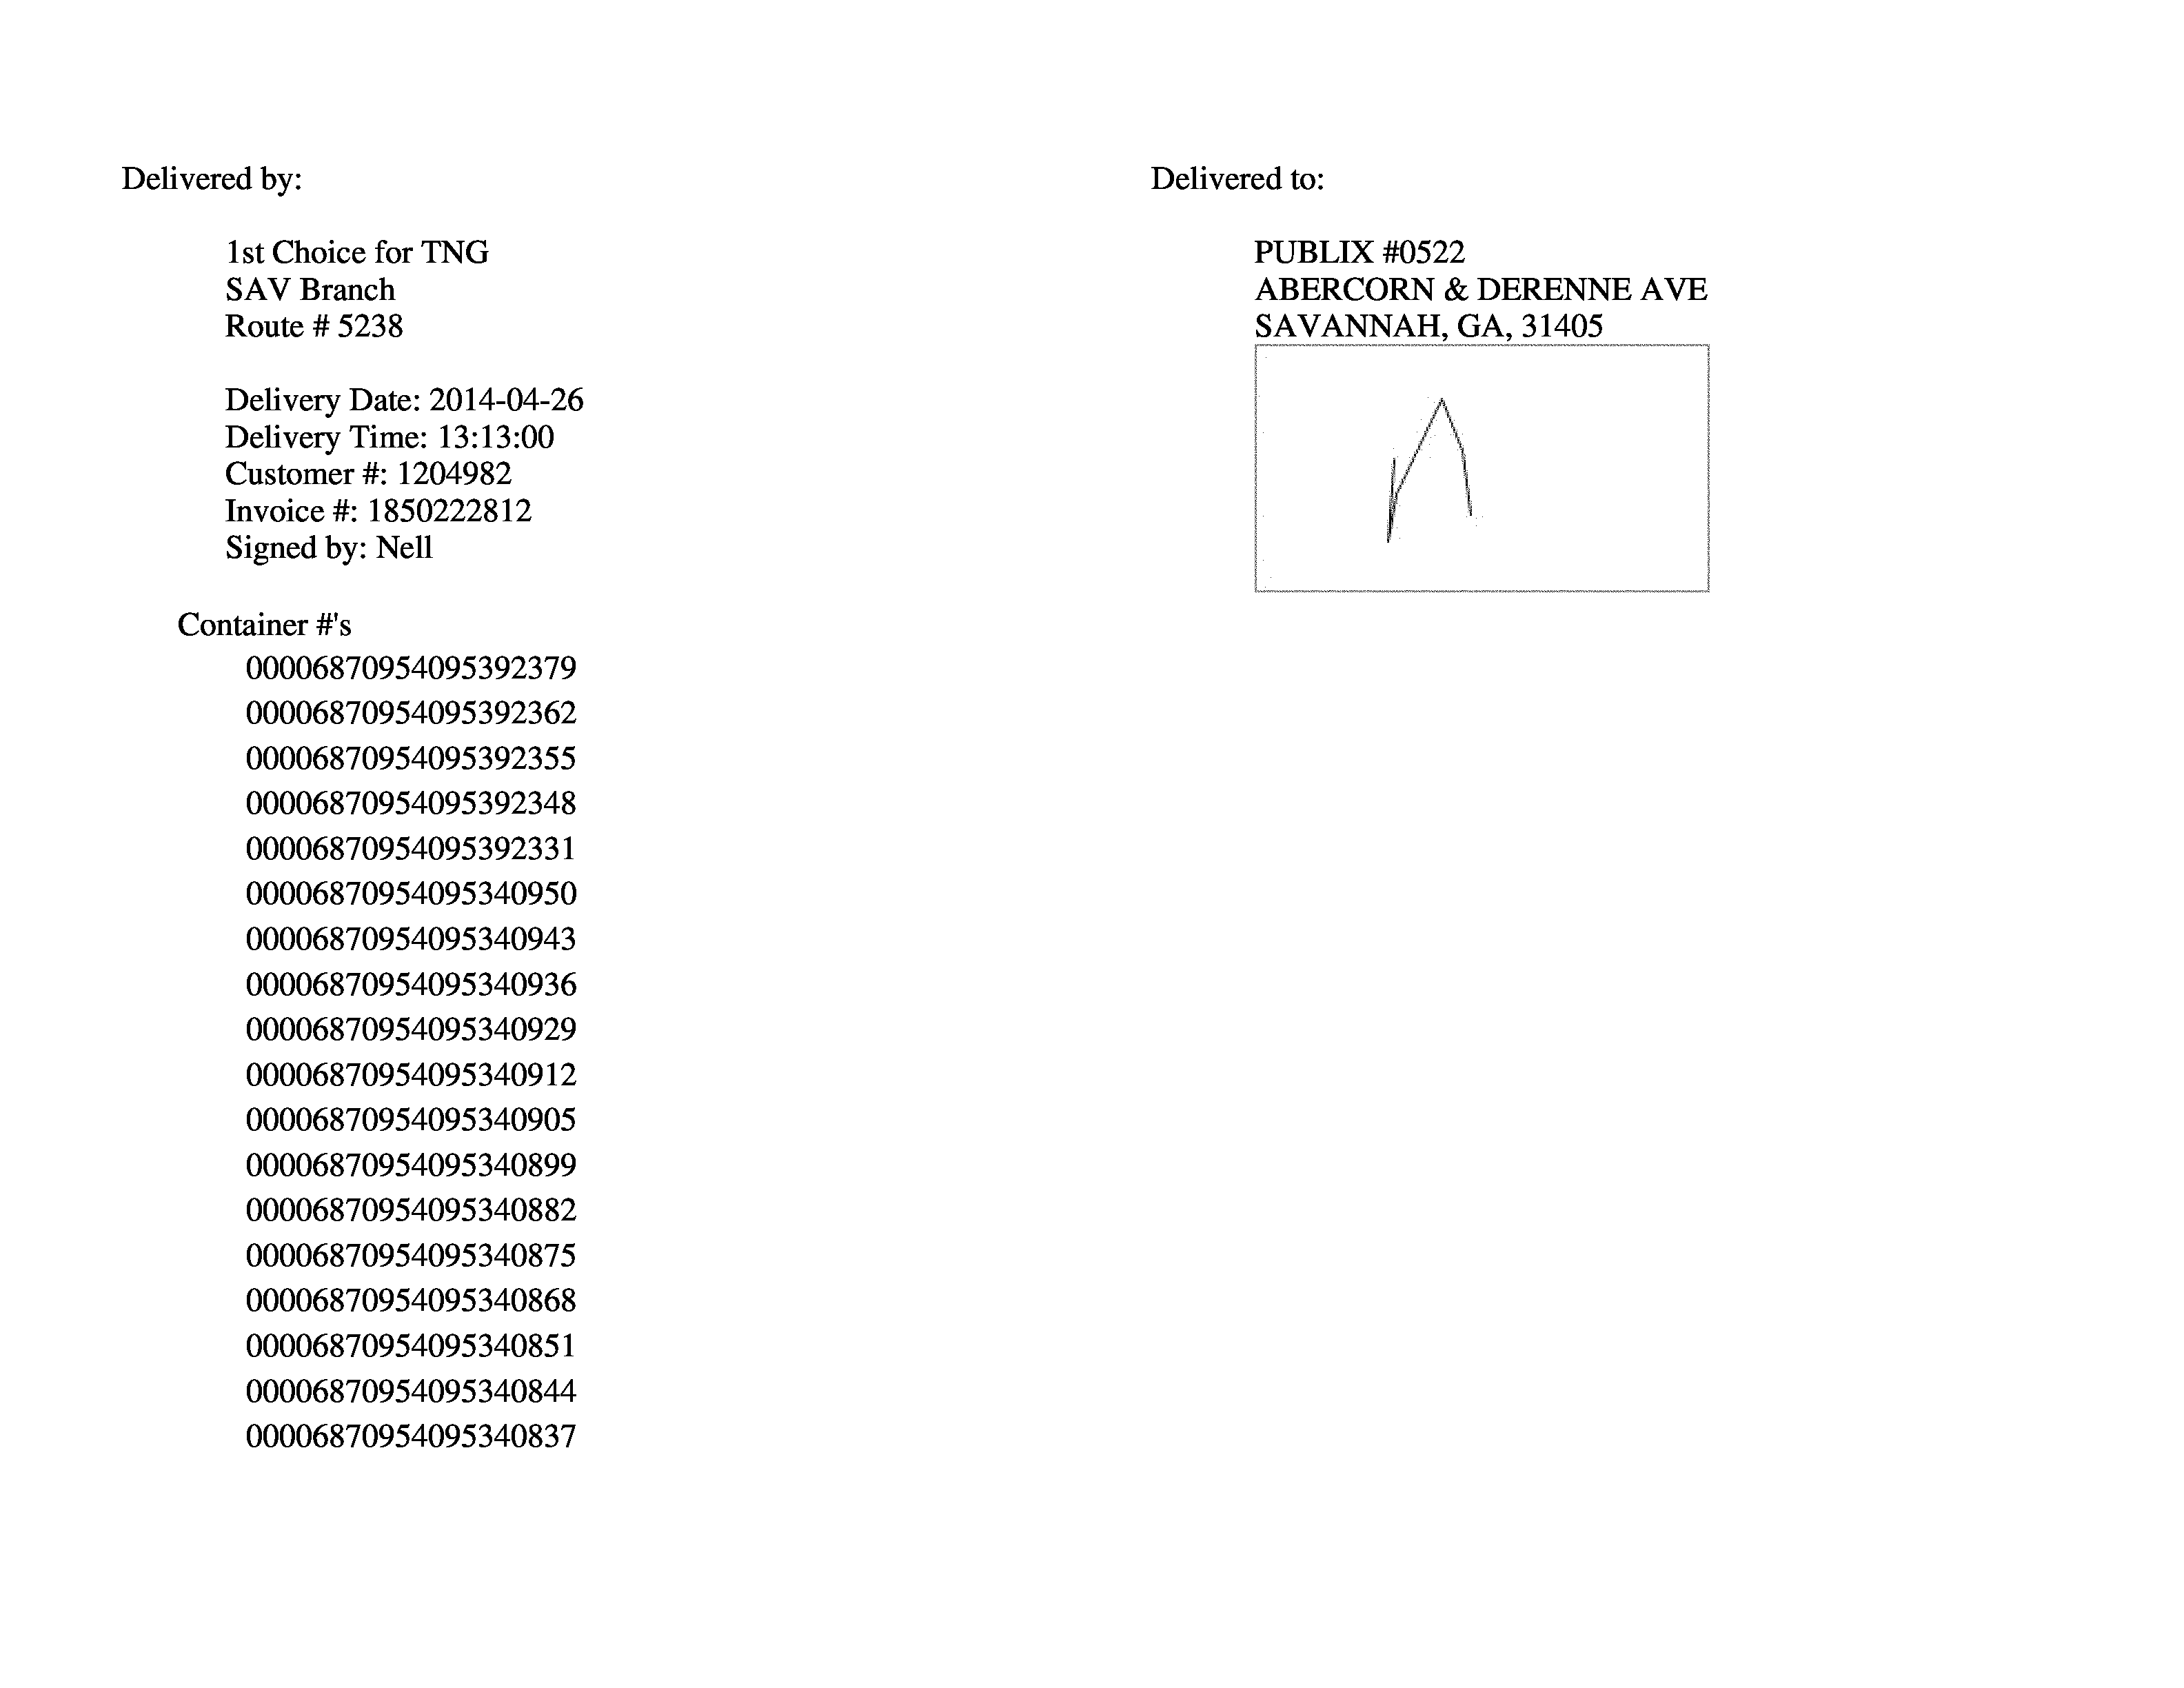 Delivered by:
1st Choice for TNG
SAV Branch
Route # 5238
Delivery Date: 2014-04-26
Delivery Time: 13:13:00
Customer #: 1204982
Invoice #: 1850222812
Signed by: Nell
Container #'s
00006870954095392379
00006870954095392362
00006870954095392355
00006870954095392348
00006870954095392331
00006870954095340950
00006870954095340943
00006870954095340936
00006870954095340929
00006870954095340912
00006870954095340905
00006870954095340899
00006870954095340882
00006870954095340875
00006870954095340868
00006870954095340851
00006870954095340844
00006870954095340837
Delivered to:
PUBLIX #0522
ABERCORN & DERENNE AVE
SAVANNAH, GA, 31405